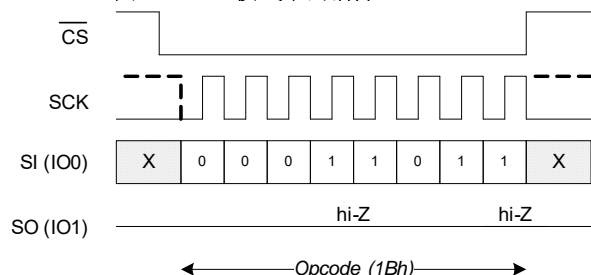 CS
SCK
SI (IO0) X 0 0 0 1 1 0 1 1 X
SO (IO1) hi-Z hi-Z
Opcode (1Bh)